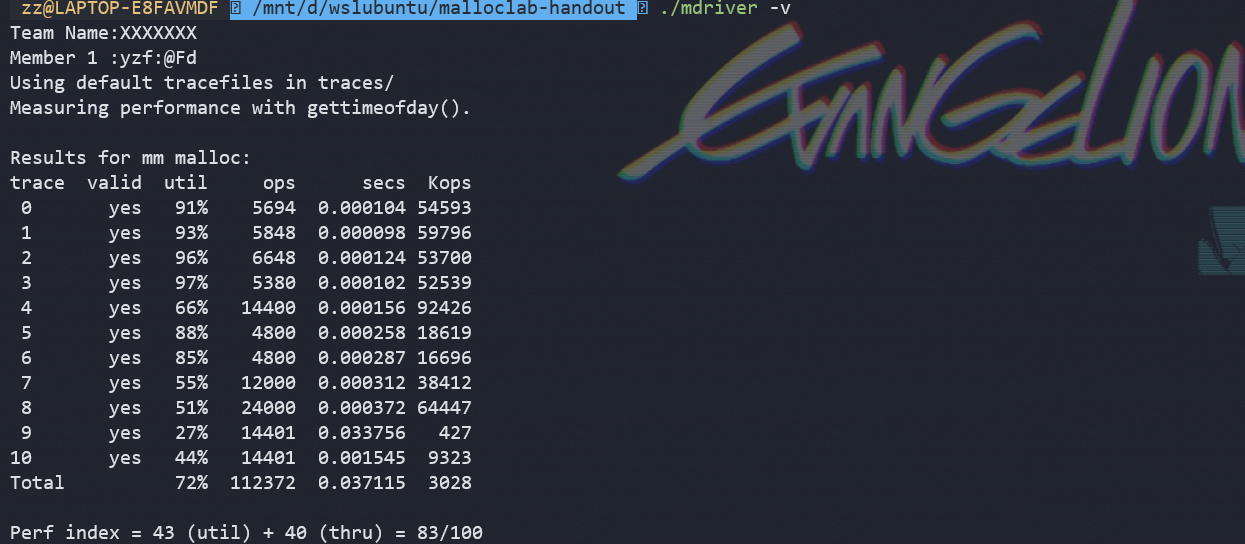 zz@LAPTOP-E8FAVMDF /mnt/d/wslubuntu/malloclab-handout ./mdriver -v
Team Name:XXXXXXX
Member 1 :yzf:@Fd
Using default tracefiles in traces/
Measuring performance with gettimeofday().
Results for mm malloc:
trace valid util ops secs Kops
0 yes 91% 5694 0.000104 54593
1 yes 93% 5848 0.000098 59796
2 yes 96% 6648 0.000124 53700
3 yes 97% 5380 0.000102 52539
4 yes 66% 14400 0.000156 92426
5 yes 88% 4800 0.000258 18619
6 yes 85% 4800 0.000287 16696
7 yes 55% 12000 0.000312 38412
8 yes 51% 24000 0.000372 64447
9 yes 27% 14401 0.033756 427
10 yes 44% 14401 0.001545 9323
Total 72% 112372 0.037115 3028
Perf index = 43 (util) + 40 (thru) = 83/100
EVANGELION